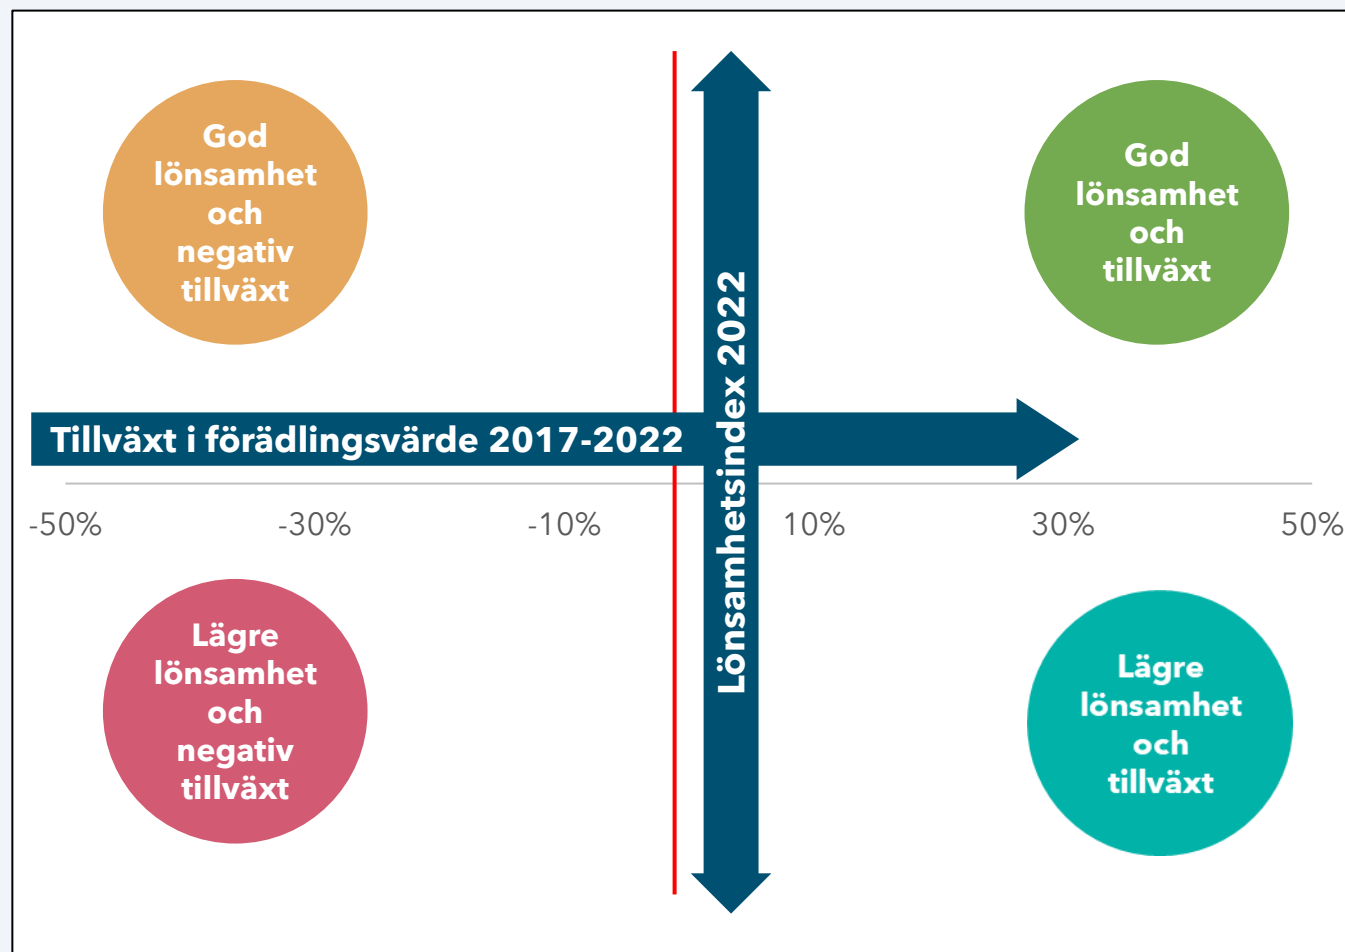 God
lönsamhet
och
negativ
tillväxt
God
lönsamhet
och
tillväxt
Lönsamhetsindex 2022
Tillväxt i förädlingsvärde 2017-2022
-50%
-30%
-10%
10%
30%
50%
Lägre
lönsamhet
och
negativ
tillväxt
Lägre
lönsamhet
och
tillväxt